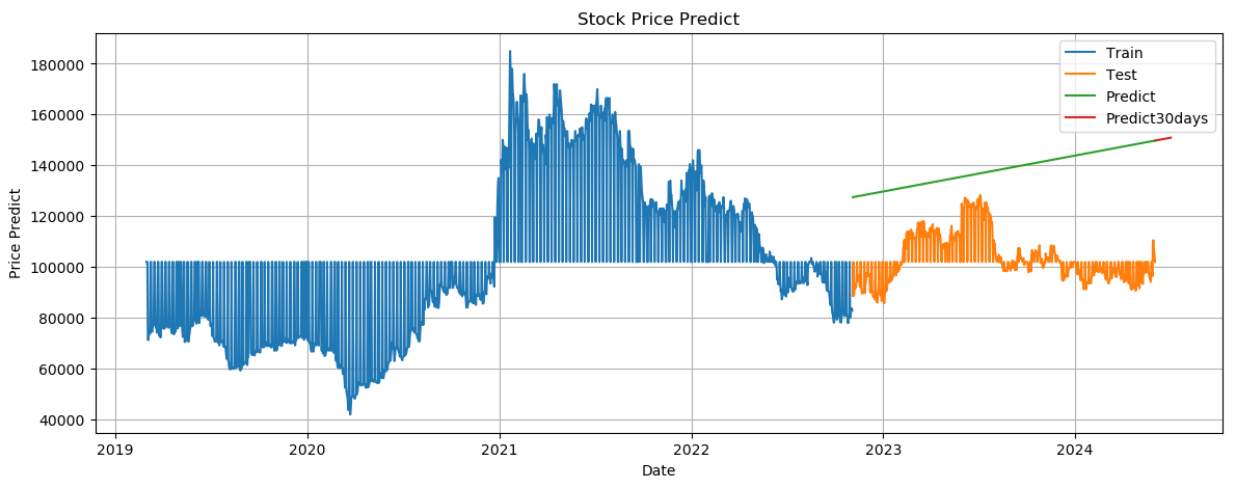 Stock Price Predict
Train
Test
Predict
Predict30days
Price Predict
180000
160000
140000
120000
100000
80000
60000
40000
2019
2020
2021
2022
2023
2024
Date